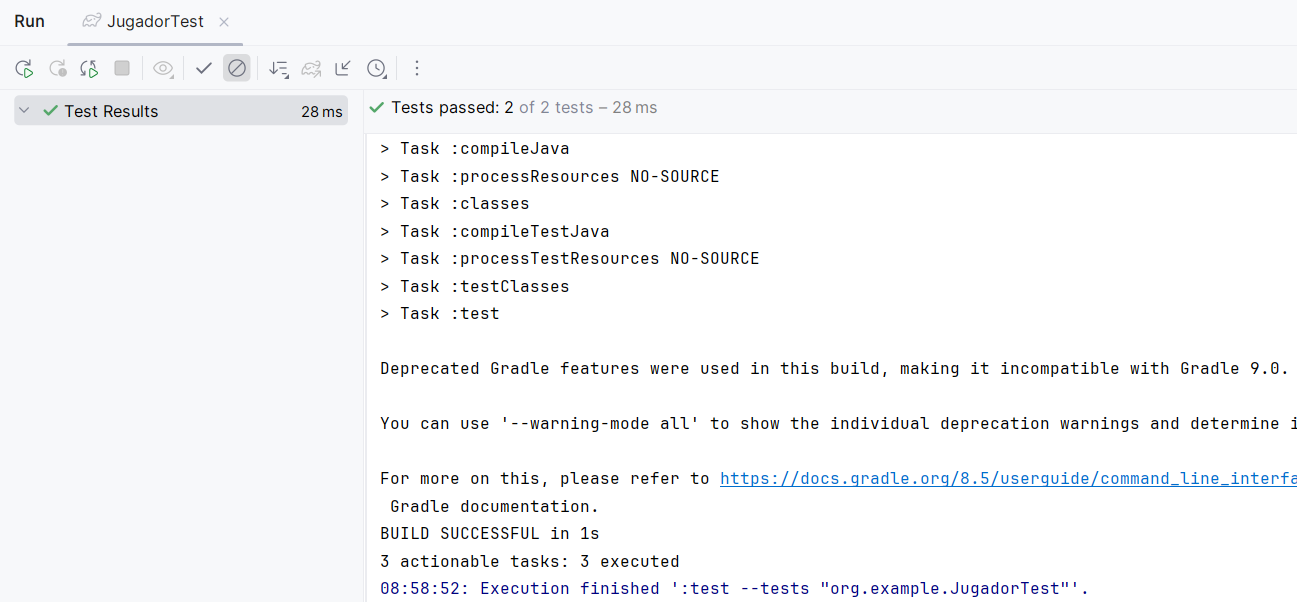 Run JugadorTest
Test Results 28 ms
Tests passed: 2 of 2 tests – 28 ms
> Task :compileJava
> Task :processResources NO-SOURCE
> Task :classes
> Task :compileTestJava
> Task :processTestResources NO-SOURCE
> Task :testClasses
> Task :test
Deprecated Gradle features were used in this build, making it incompatible with Gradle 9.0.
You can use '--warning-mode all' to show the individual deprecation warnings and determine i
For more on this, please refer to https://docs.gradle.org/8.5/userguide/command_line_interfa
Gradle documentation.
BUILD SUCCESSFUL in 1s
3 actionable tasks: 3 executed
08:58:52: Execution finished ':test --tests "org.example.JugadorTest"'.